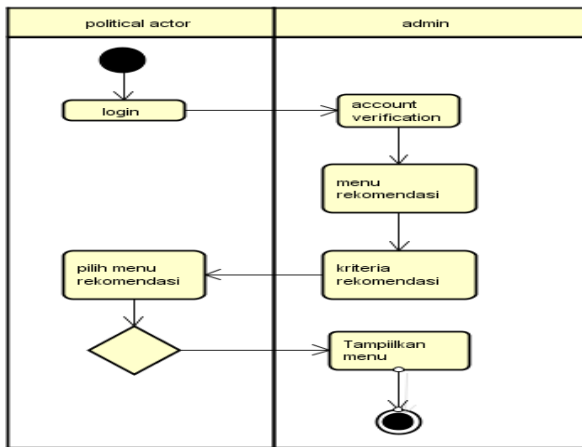 political actor
admin
login
account
verification
menu
rekomendasi
pilih menu
rekomendasi
kriteria
rekomendasi
Tampiilkan
menu